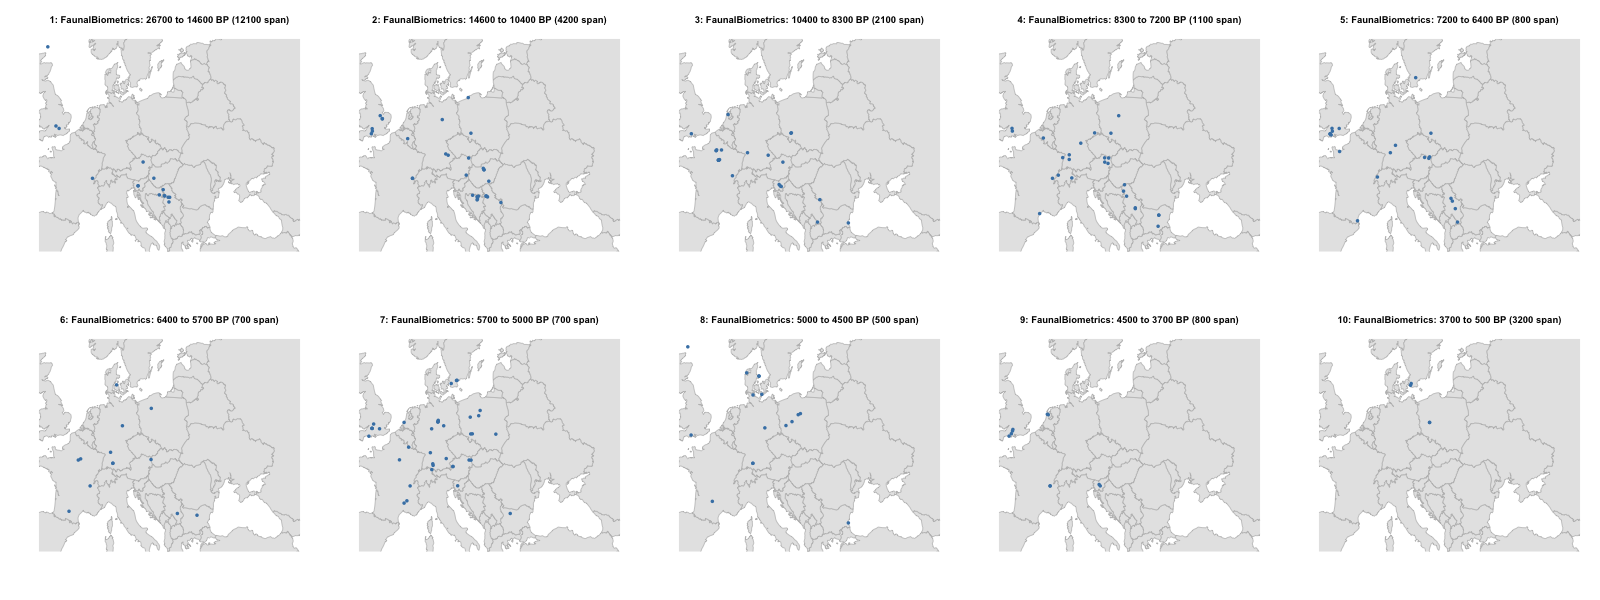 1: FaunalBiometrics: 26700 to 14600 BP (12100 span)
2: FaunalBiometrics: 14600 to 10400 BP (4200 span)
3: FaunalBiometrics: 10400 to 8300 BP (2100 span)
4: FaunalBiometrics: 8300 to 7200 BP (1100 span)
5: FaunalBiometrics: 7200 to 6400 BP (800 span)
6: FaunalBiometrics: 6400 to 5700 BP (700 span)
7: FaunalBiometrics: 5700 to 5000 BP (700 span)
8: FaunalBiometrics: 5000 to 4500 BP (500 span)
9: FaunalBiometrics: 4500 to 3700 BP (800 span)
10: FaunalBiometrics: 3700 to 500 BP (3200 span)